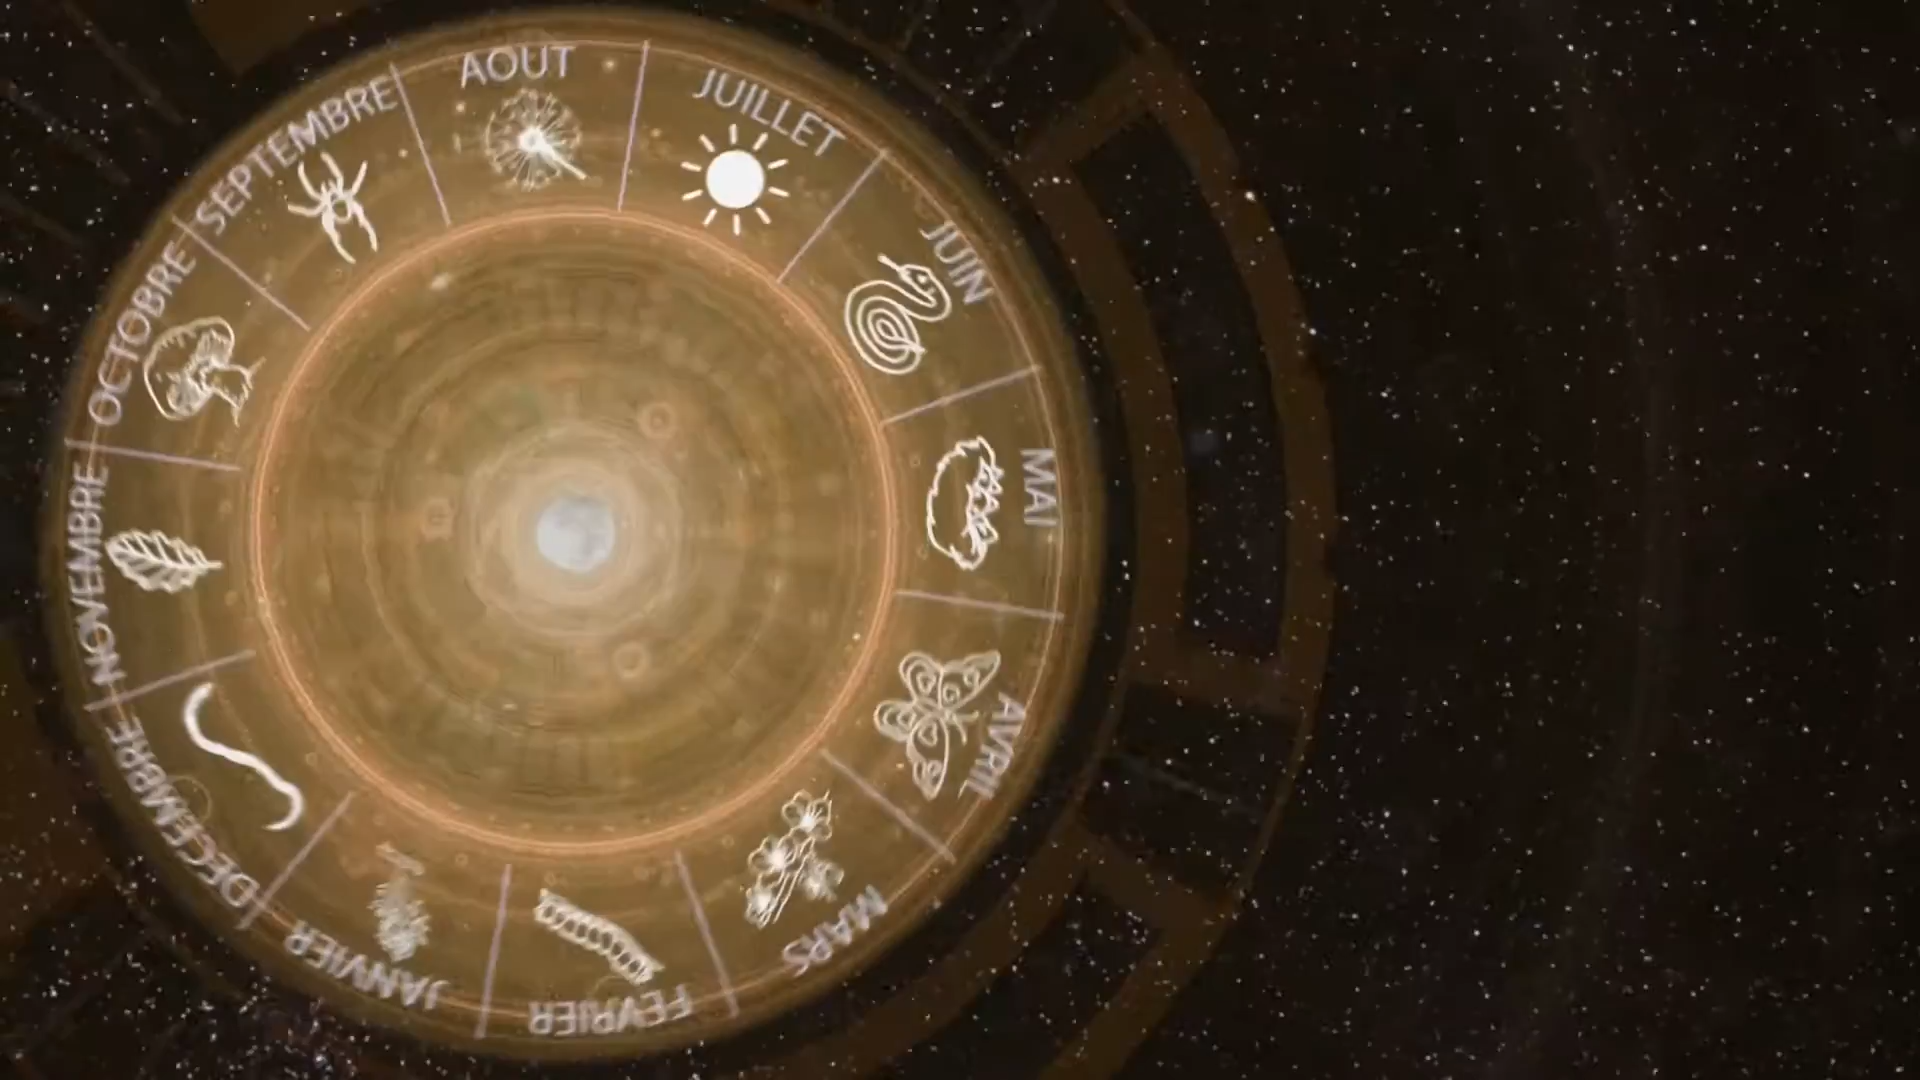 AOUT
JUILLET
JUIN
MAI
AVRIL
MARS
FEVRIER
JANVIER
DECEMBRE
NOVEMBRE
OCTOBRE
SEPTEMBRE